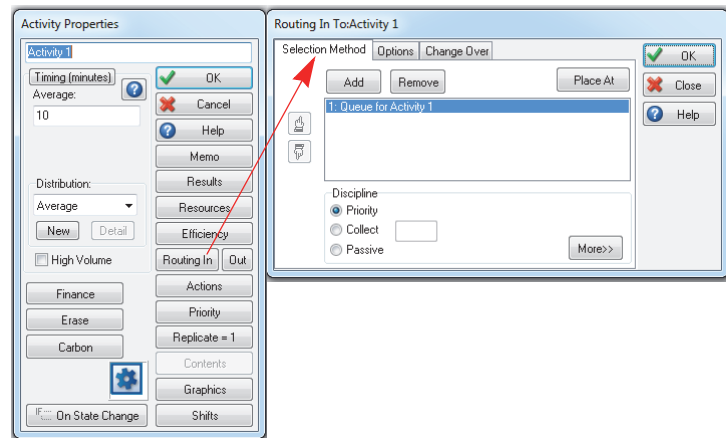 Activity Properties
Activity 1
Timing (minutes)
Average:
10
Distribution:
Average
New
Detail
High Volume
Finance
Erase
Carbon
IF
On State Change
OK
Cancel
Help
Memo
Results
Resources
Efficiency
Routing In
Out
Actions
Priority
Replicate = 1
Contents
Graphics
Shifts
Routing In To:Activity 1
Selection Method
Options
Change Over
Add
Remove
Place At
1: Queue for Activity 1
Discipline
Priority
Collect
Passive
More>>
OK
Close
Help